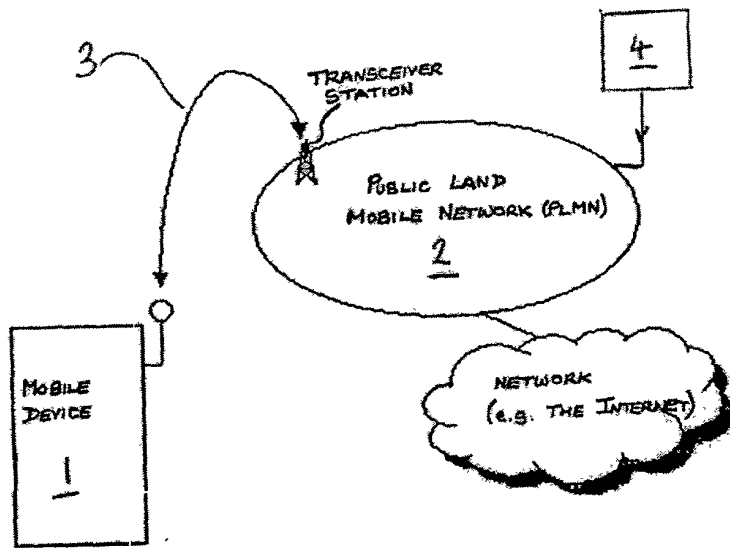 3
TRANSCEIVER
STATION
4
PUBLIC LAND
MOBILE NETWORK (PLMN)
2
MOBILE
DEVICE
1
NETWORK
(e.g. THE INTERNET)